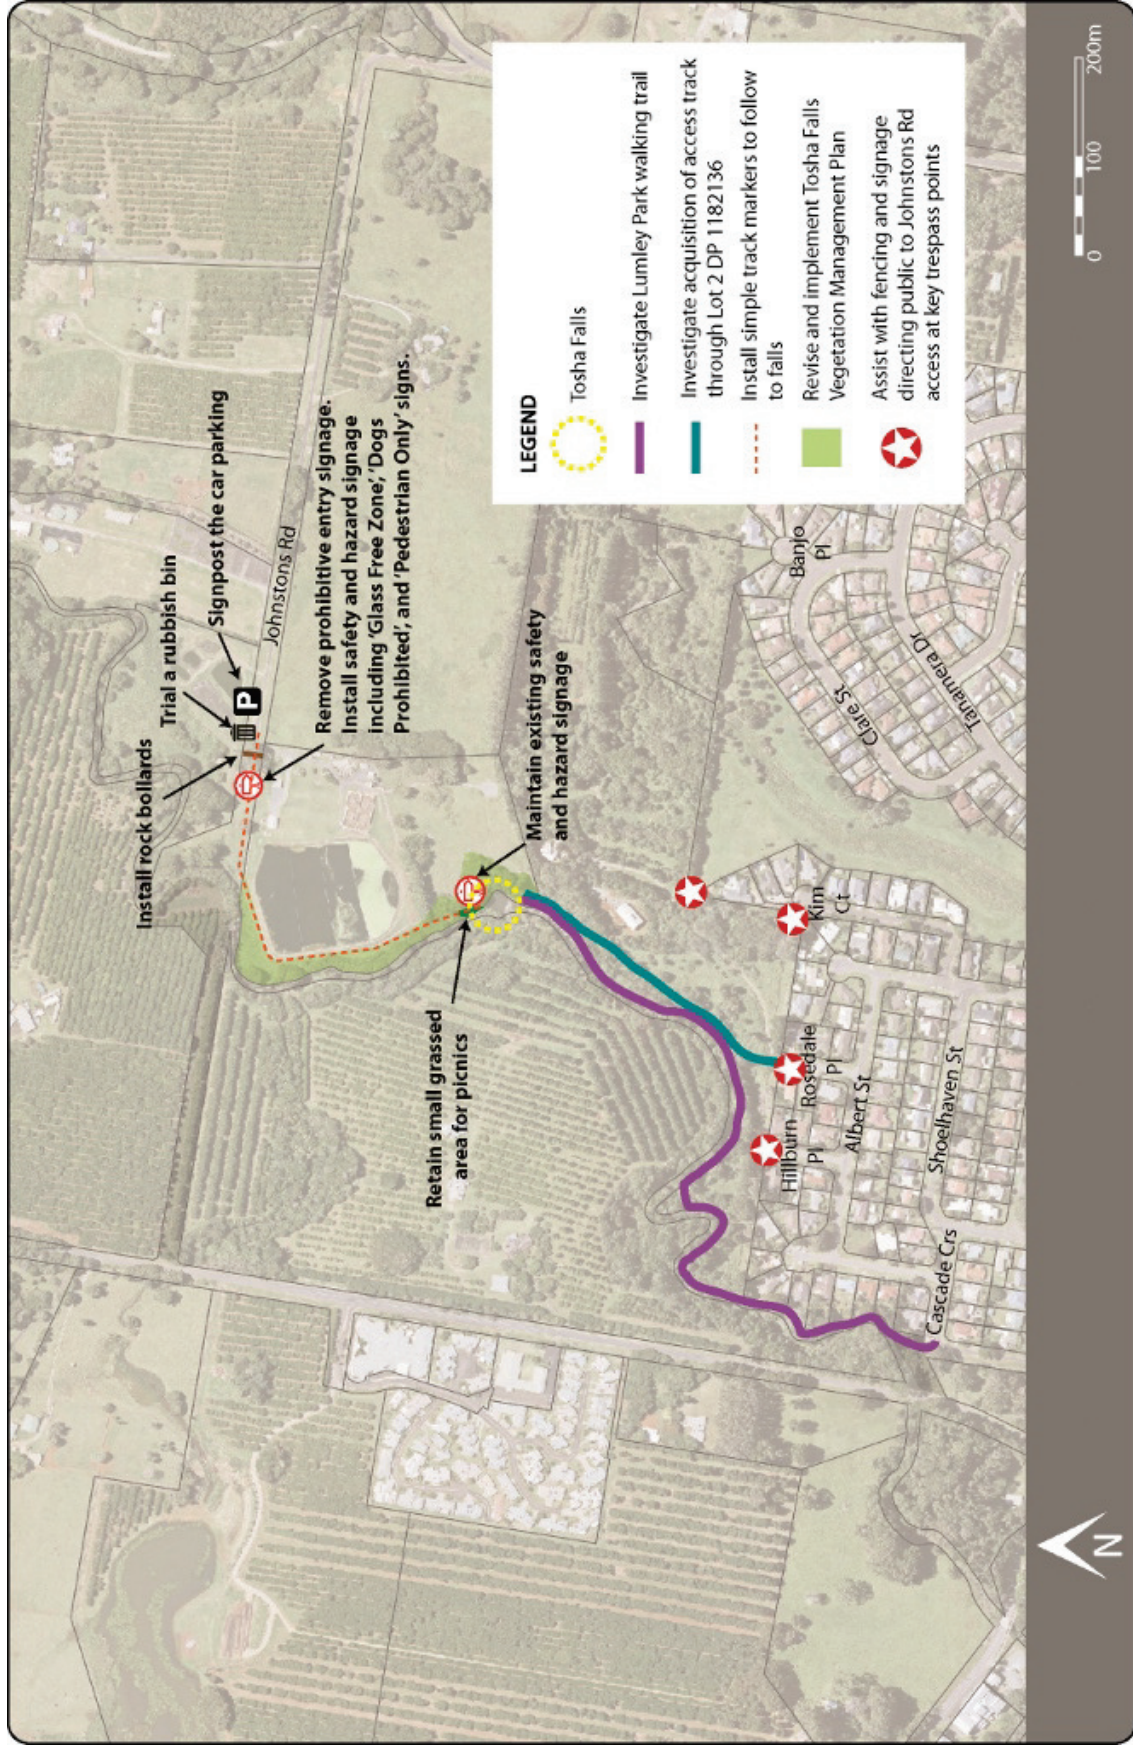 Install rock bollards
Trial a rubbish bin
Signpost the car parking
P
Johnstons Rd
Remove prohibitive entry signage.
Install safety and hazard signage
including ‘Glass Free Zone’, ‘Dogs
Prohibited’, and ‘Pedestrian Only’ signs.
Retain small grassed
area for picnics
Maintain existing safety
and hazard signage
LEGEND
Tosha Falls
Investigate Lumley Park walking trail
Investigate acquisition of access track
through Lot 2 DP 1182136
Install simple track markers to follow
to falls
Revise and implement Tosha Falls
Vegetation Management Plan
Assist with fencing and signage
directing public to Johnstons Rd
access at key trespass points
Banjo
Pl
Clare St
Tanamera Dr
Kim
Ct
Rosedale
Pl
Hillburn
Pl
Albert St
Shoelhaven St
Cascade Crs
N
0
100
200m